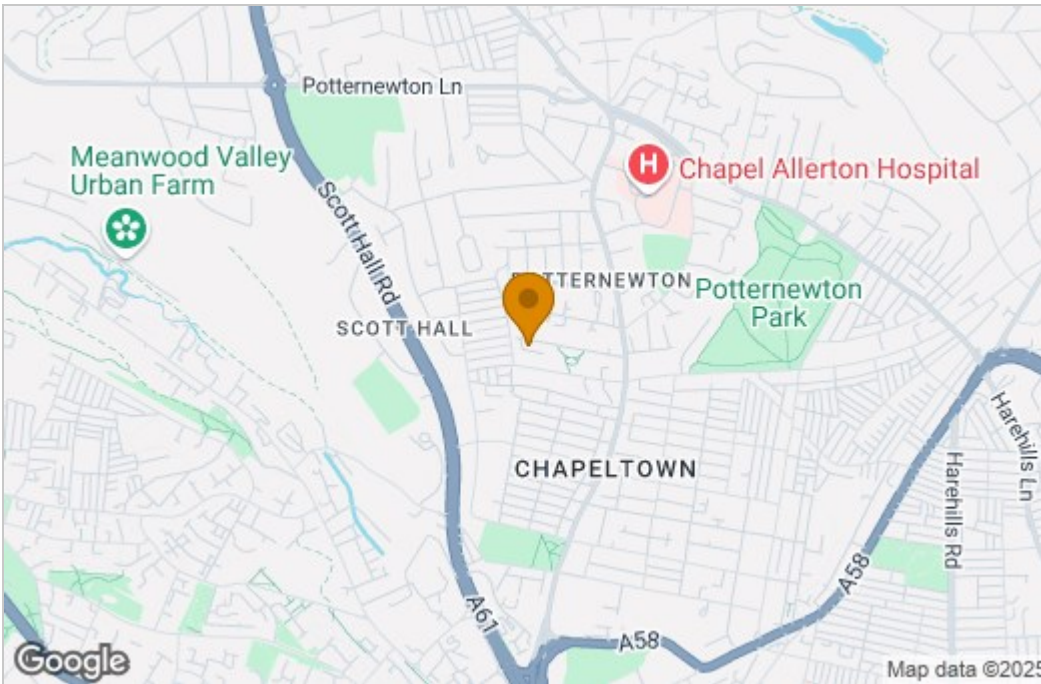 Potternewton Ln
Meanwood Valley
Urban Farm
H
Chapel Allerton Hospital
Scott Hall Rd
POTTERNEWTON
Potternewton
Park
SCOTT HALL
CHAPELTOWN
Harehills Ln
Harehills Rd
A58
A61
A58
Google
Map data ©2025